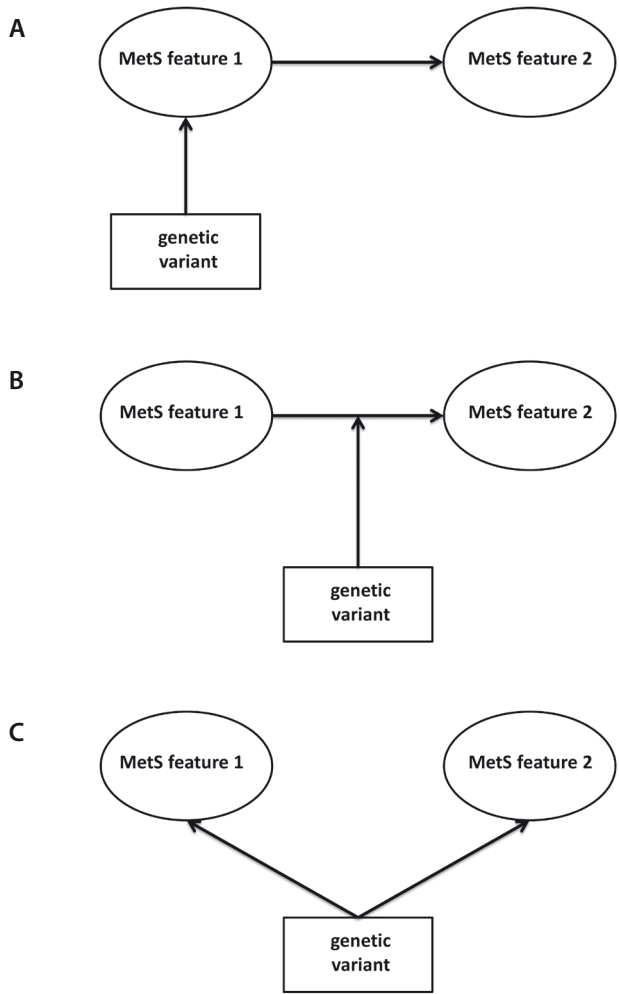 A
MetS feature 1
MetS feature 2
genetic
variant
B
MetS feature 1
MetS feature 2
genetic
variant
C
MetS feature 1
MetS feature 2
genetic
variant